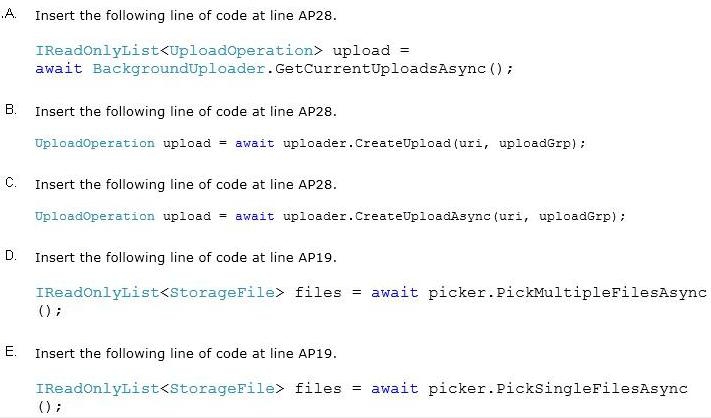 .A. Insert the following line of code at line AP28.
IReadOnlyList<UploadOperation> upload =
await BackgroundUploader.GetCurrentUploadsAsync();
B. Insert the following line of code at line AP28.
UploadOperation upload = await uploader.CreateUpload(uri, uploadGrp);
C. Insert the following line of code at line AP28.
UploadOperation upload = await uploader.CreateUploadAsync(uri, uploadGrp);
D. Insert the following line of code at line AP19.
IReadOnlyList<StorageFile> files = await picker.PickMultipleFilesAsync
();
E. Insert the following line of code at line AP19.
IReadOnlyList<StorageFile> files = await picker.PickSingleFilesAsync
();